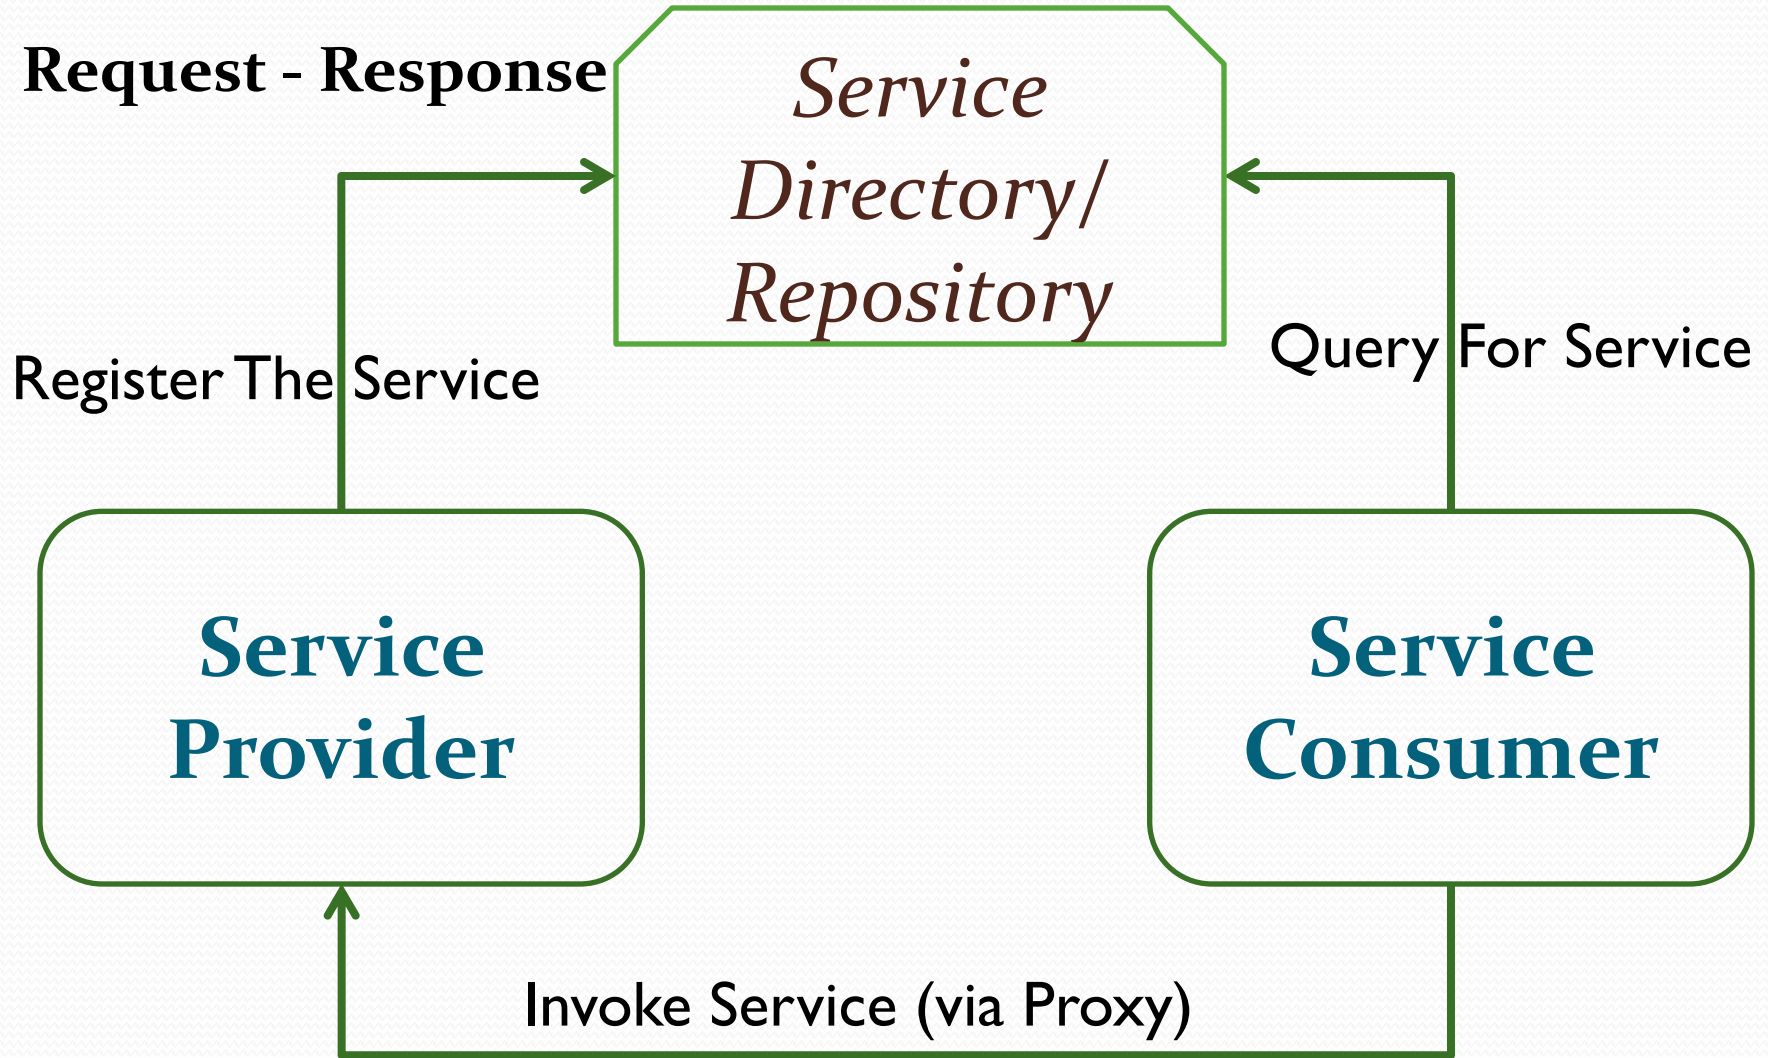 Request - Response
Service
Directory/
Repository
Register The Service
Query For Service
Service
Provider
Service
Consumer
Invoke Service (via Proxy)